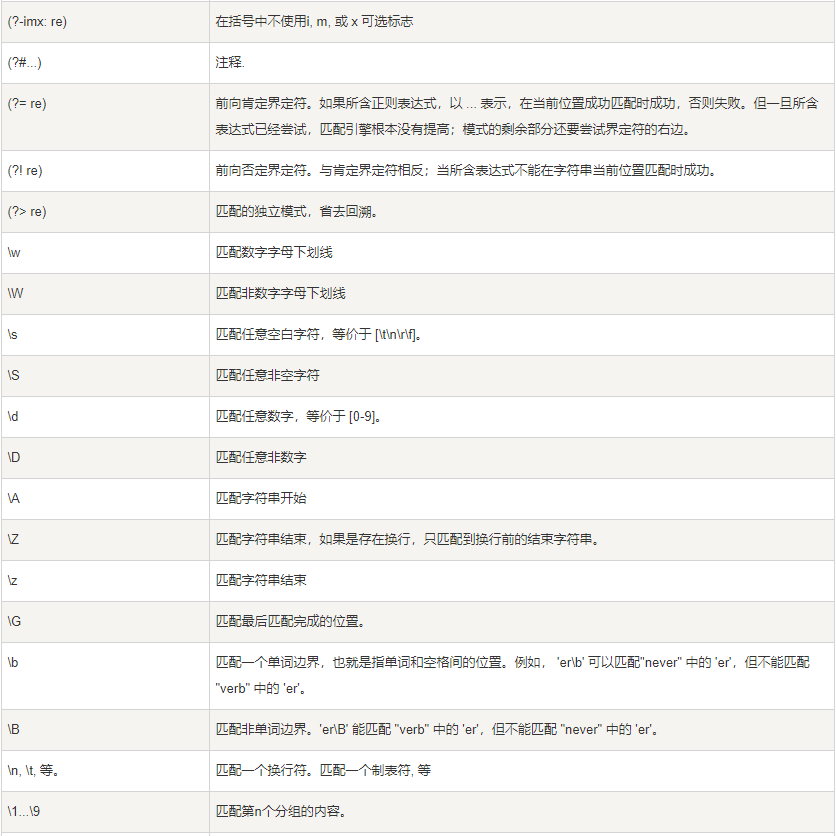 (?-imx: re) 在括号中不使用i, m, 或 x 可选标志
(?#...) 注释.
(?= re) 前向肯定界定符。如果所含正则表达式，以 ... 表示，在当前位置成功匹配时成功，否则失败。但一旦所含
表达式已经尝试，匹配引擎根本没有提高；模式的剩余部分还要尝试界定符的右边。
(?! re) 前向否定界定符。与肯定界定符相反；当所含表达式不能在字符串当前位置匹配时成功。
(?> re) 匹配的独立模式，省去回溯。
\w 匹配数字字母下划线
\W 匹配非数字字母下划线
\s 匹配任意空白字符，等价于 [\t\n\r\f]。
\S 匹配任意非空字符
\d 匹配任意数字，等价于 [0-9]。
\D 匹配任意非数字
\A 匹配字符串开始
\Z 匹配字符串结束，如果是存在换行，只匹配到换行前的结束字符串。
\z 匹配字符串结束
\G 匹配最后匹配完成的位置。
\b 匹配一个单词边界，也就是指单词和空格间的位置。例如， 'er\b' 可以匹配"never" 中的 'er'，但不能匹配
"verb" 中的 'er'。
\B 匹配非单词边界。'er\B' 能匹配 "verb" 中的 'er'，但不能匹配 "never" 中的 'er'。
\n, \t, 等。 匹配一个换行符。匹配一个制表符, 等
\1...\9 匹配第n个分组的内容。